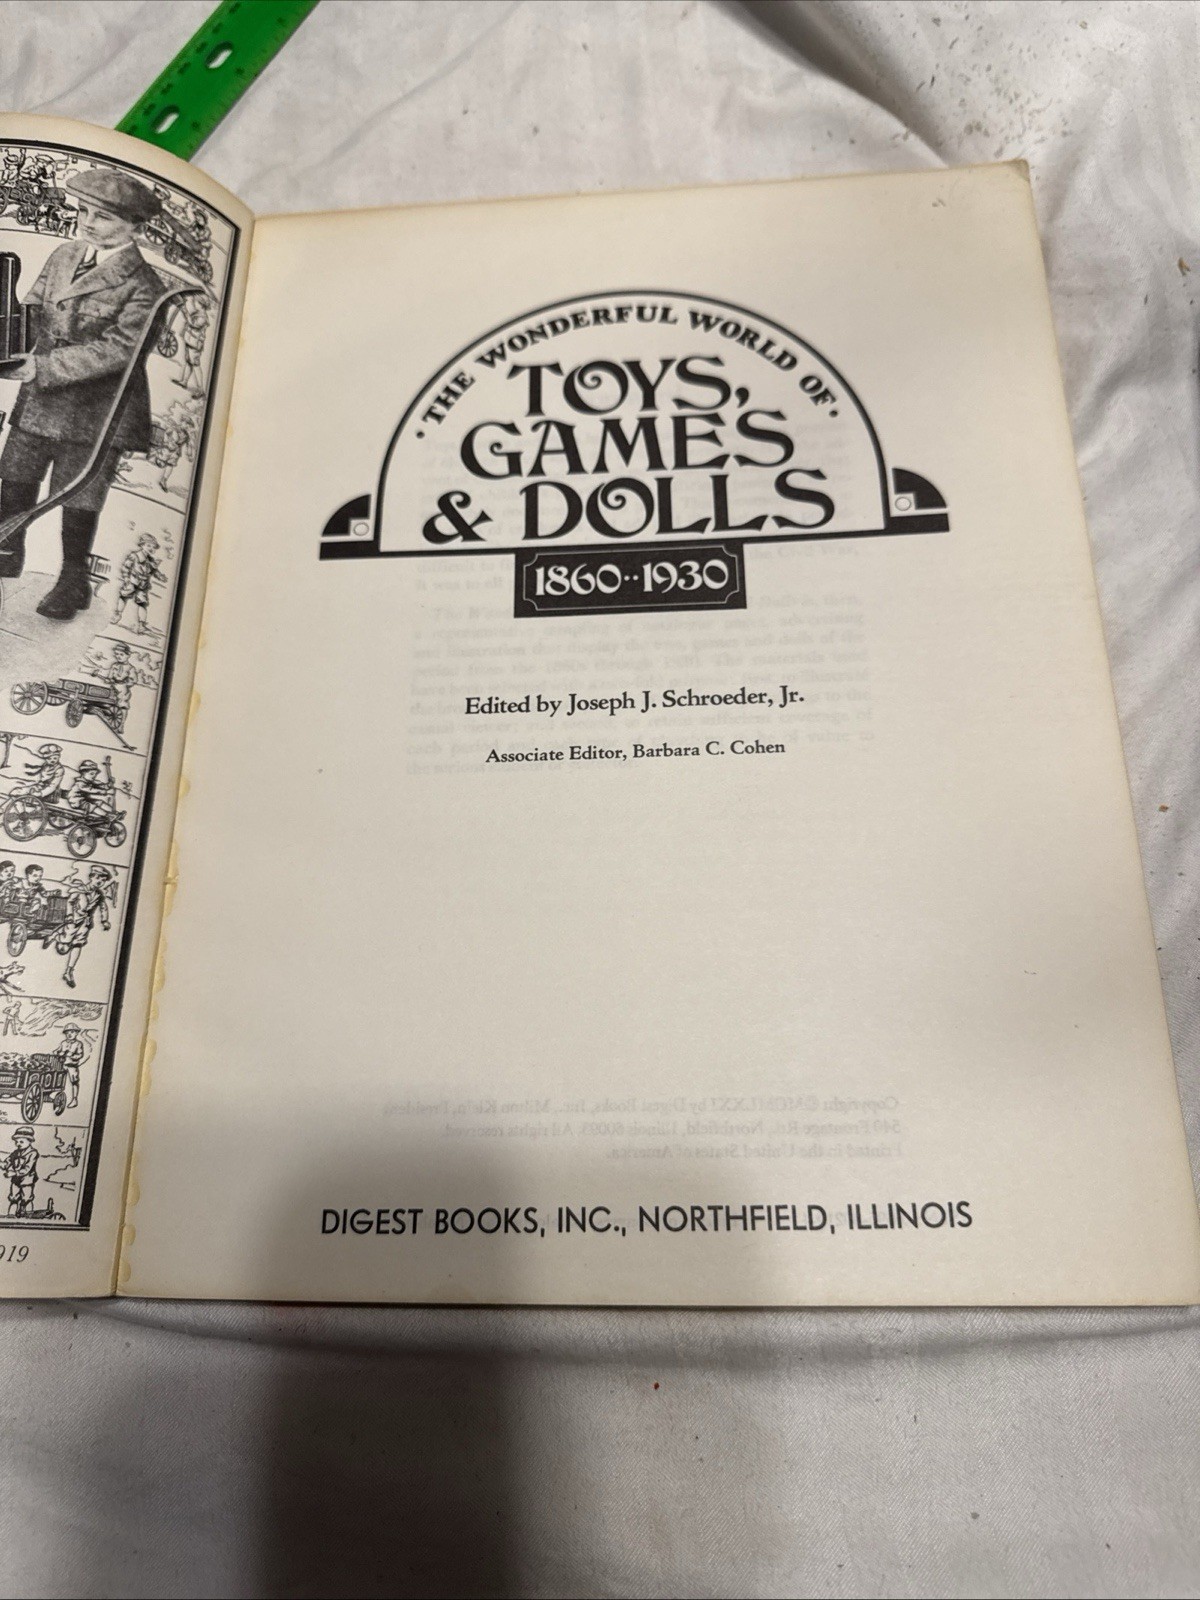 ·THE WONDERFUL WORLD OF·
TOYS,
GAMES
& DOLLS
1860··1930
Edited by Joseph J. Schroeder, Jr.
Associate Editor, Barbara C. Cohen
DIGEST BOOKS, INC., NORTHFIELD, ILLINOIS
919